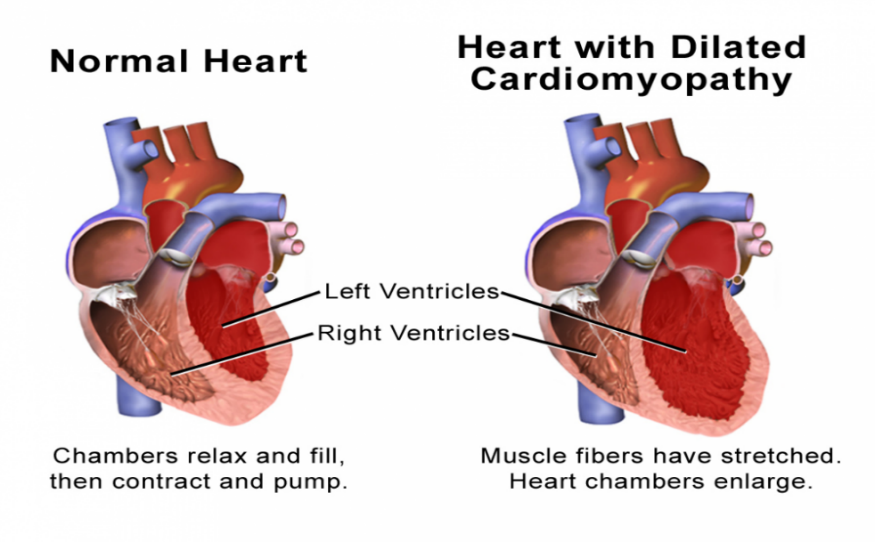 Normal Heart
Heart with Dilated
Cardiomyopathy
Left Ventricles
Right Ventricles
Chambers relax and fill,
then contract and pump.
Muscle fibers have stretched.
Heart chambers enlarge.